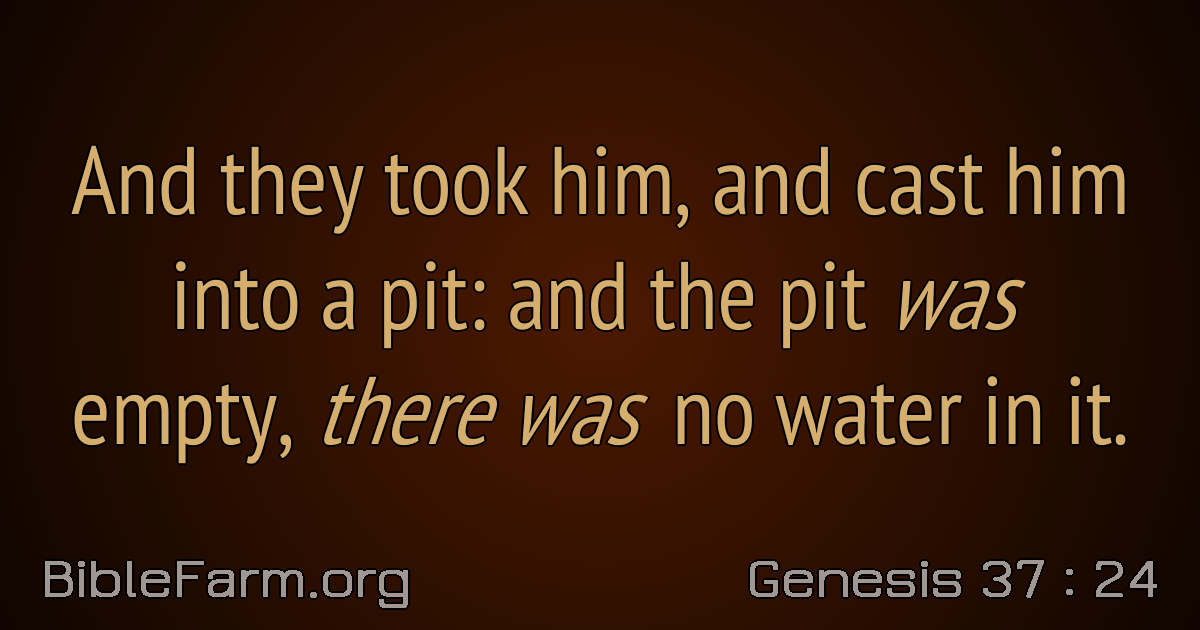 And they took him, and cast him
into a pit: and the pit was
empty, there was no water in it.
BibleFarm.org
Genesis 37 : 24